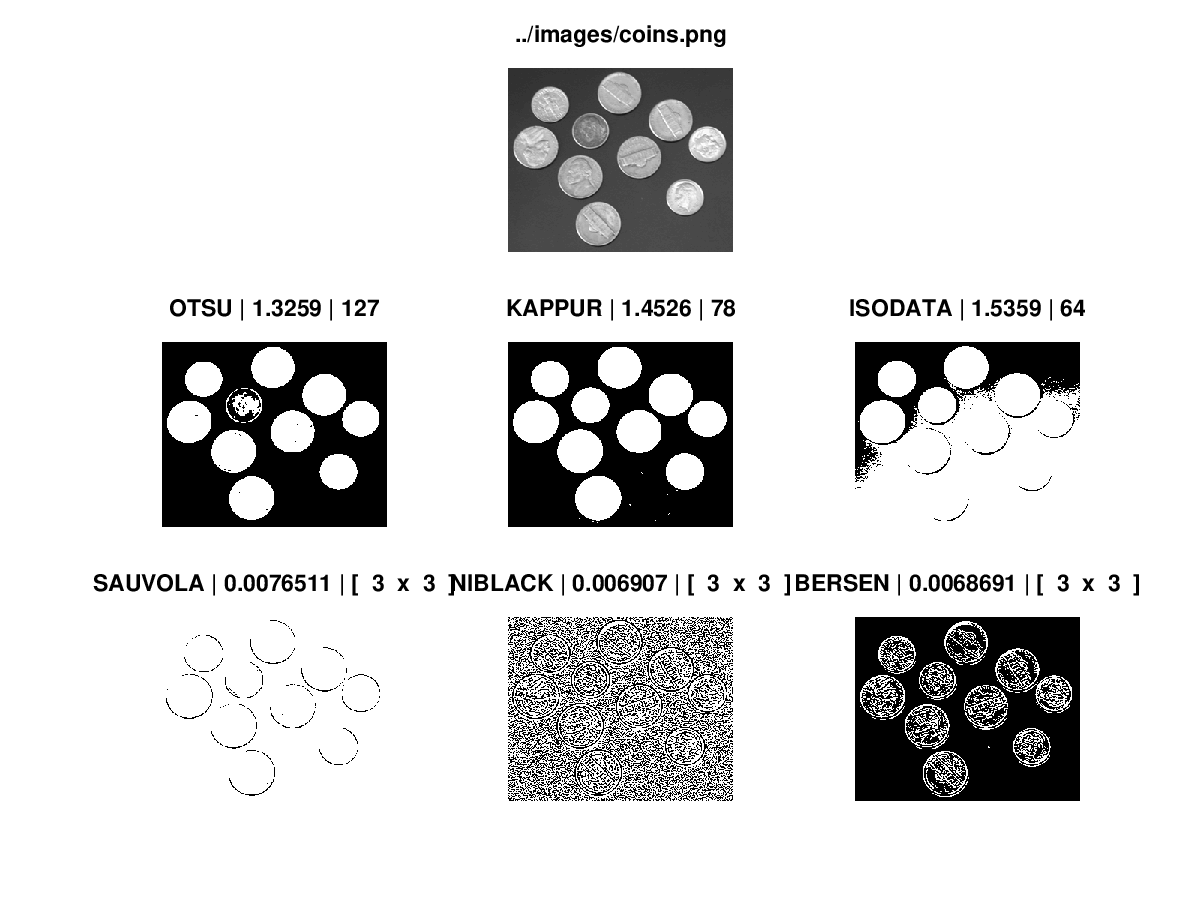 ../images/coins.png
OTSU | 1.3259 | 127
KAPPUR | 1.4526 | 78
ISODATA | 1.5359 | 64
SAUVOLA | 0.0076511 | [  3  x  3  ]
NIBLACK | 0.006907 | [  3  x  3  ]
BERSEN | 0.0068691 | [  3  x  3  ]